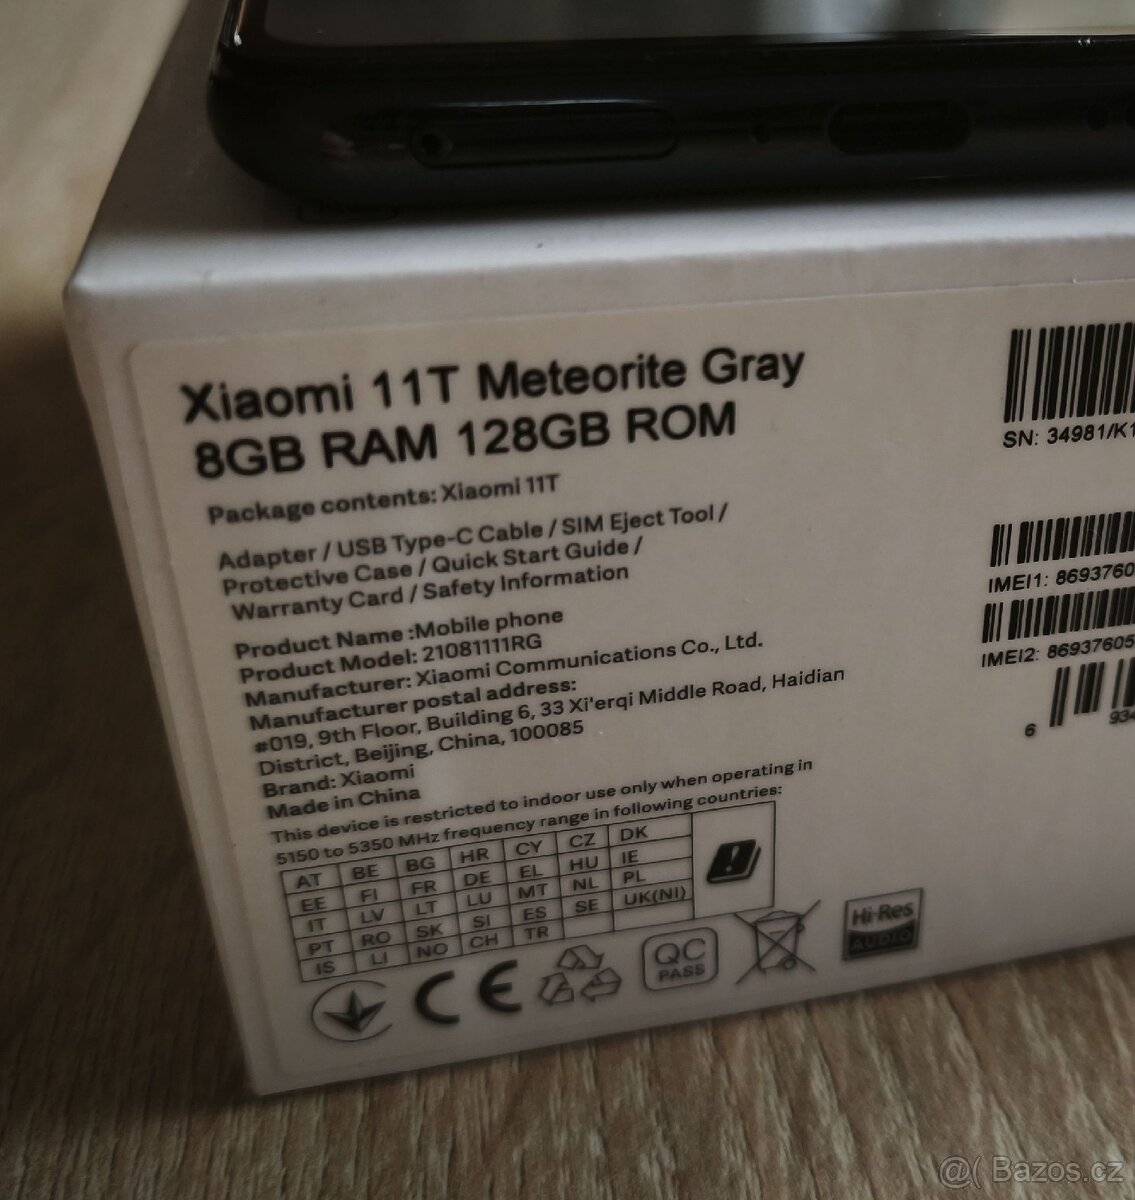 Xiaomi 11T Meteorite Gray
8GB RAM 128GB ROM
Package contents: Xiaomi 11T
Adapter / USB Type-C Cable / SIM Eject Tool /
Protective Case / Quick Start Guide /
Warranty Card / Safety Information
Product Name :Mobile phone
Product Model: 21081111RG
Manufacturer: Xiaomi Communications Co., Ltd.
Manufacturer postal address:
#019, 9th Floor, Building 6, 33 Xi'erqi Middle Road, Haidian
District, Beijing, China, 100085
Brand: Xiaomi
Made in China
This device is restricted to indoor use only when operating in
5150 to 5350 MHz frequency range in following countries:
AT BE BG HR CY CZ DK
EE FI FR DE EL HU IE
IT LV LT LU MT NL PL
PT RO SK SI ES SE UK(NI)
IS LI NO CH TR
CE
QC
PASS
Hi-Res
AUDIO
SN: 34981/K1
IMEI1: 8693760
IMEI2: 86937605
6 934
@( Bazos.cz